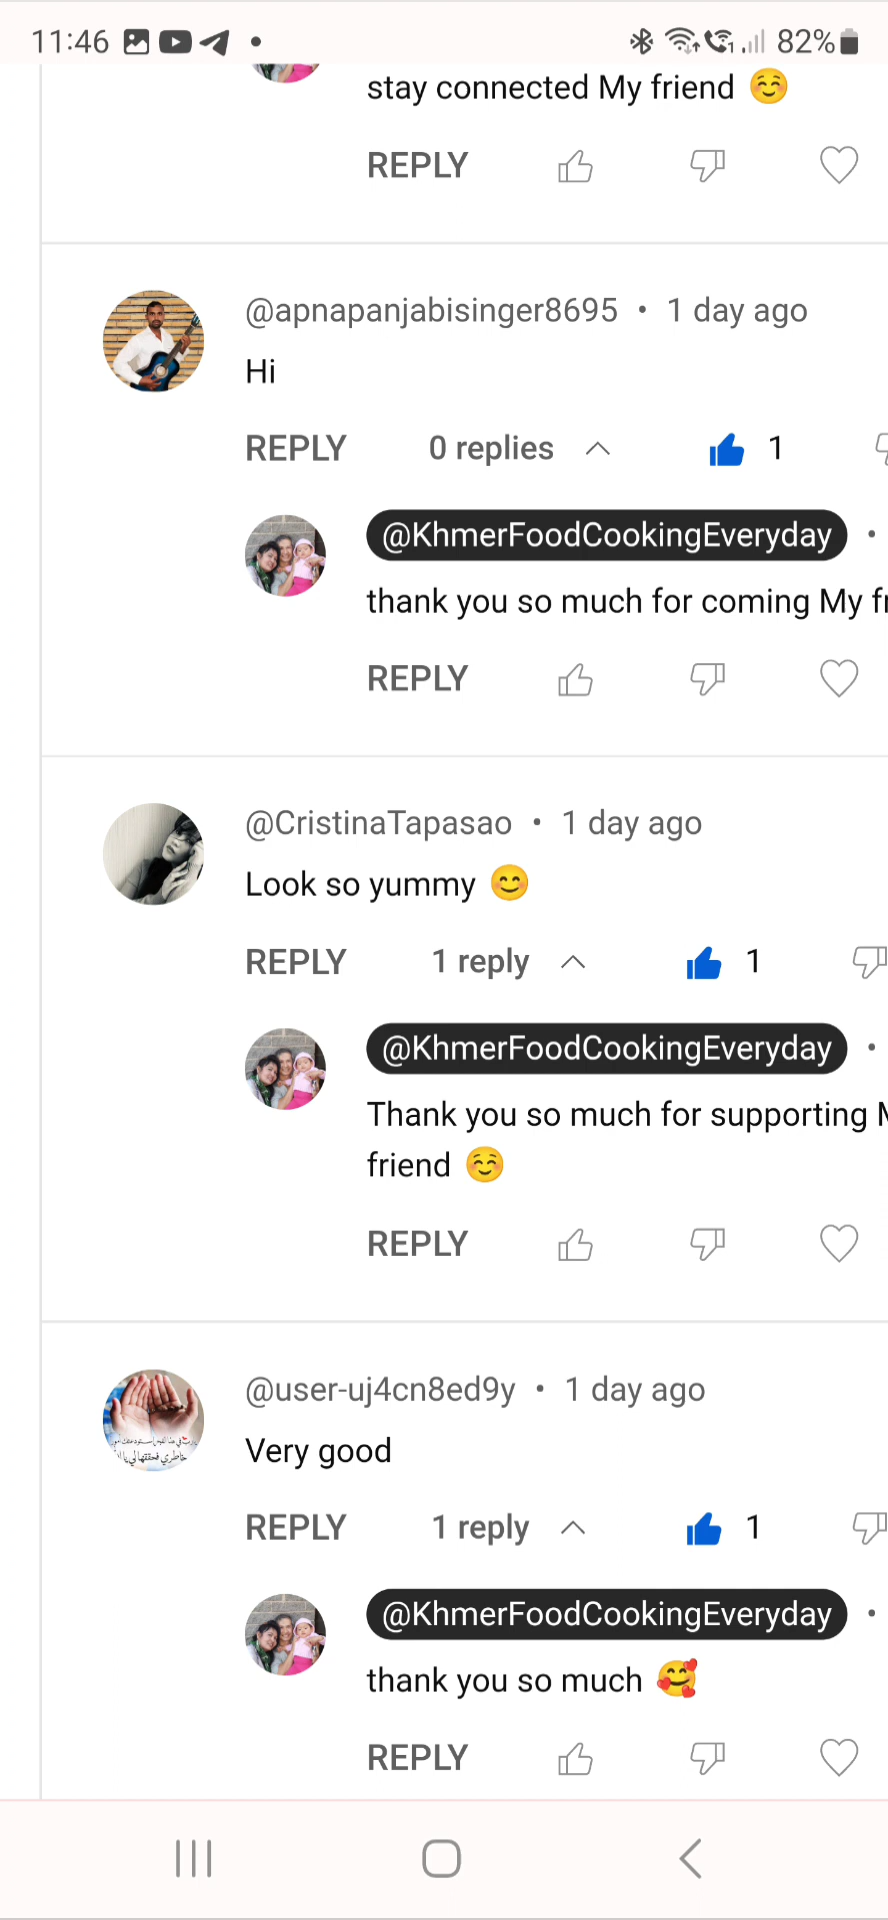 11:46 82%
stay connected My friend ☺️
REPLY
@apnapanjabisinger8695 • 1 day ago
Hi
REPLY 0 replies 1
@KhmerFoodCookingEveryday •
thank you so much for coming My fr
REPLY
@CristinaTapasao • 1 day ago
Look so yummy 😊
REPLY 1 reply 1
@KhmerFoodCookingEveryday •
Thank you so much for supporting M
friend ☺️
REPLY
@user-uj4cn8ed9y • 1 day ago
Very good
REPLY 1 reply 1
@KhmerFoodCookingEveryday •
thank you so much 🥰
REPLY